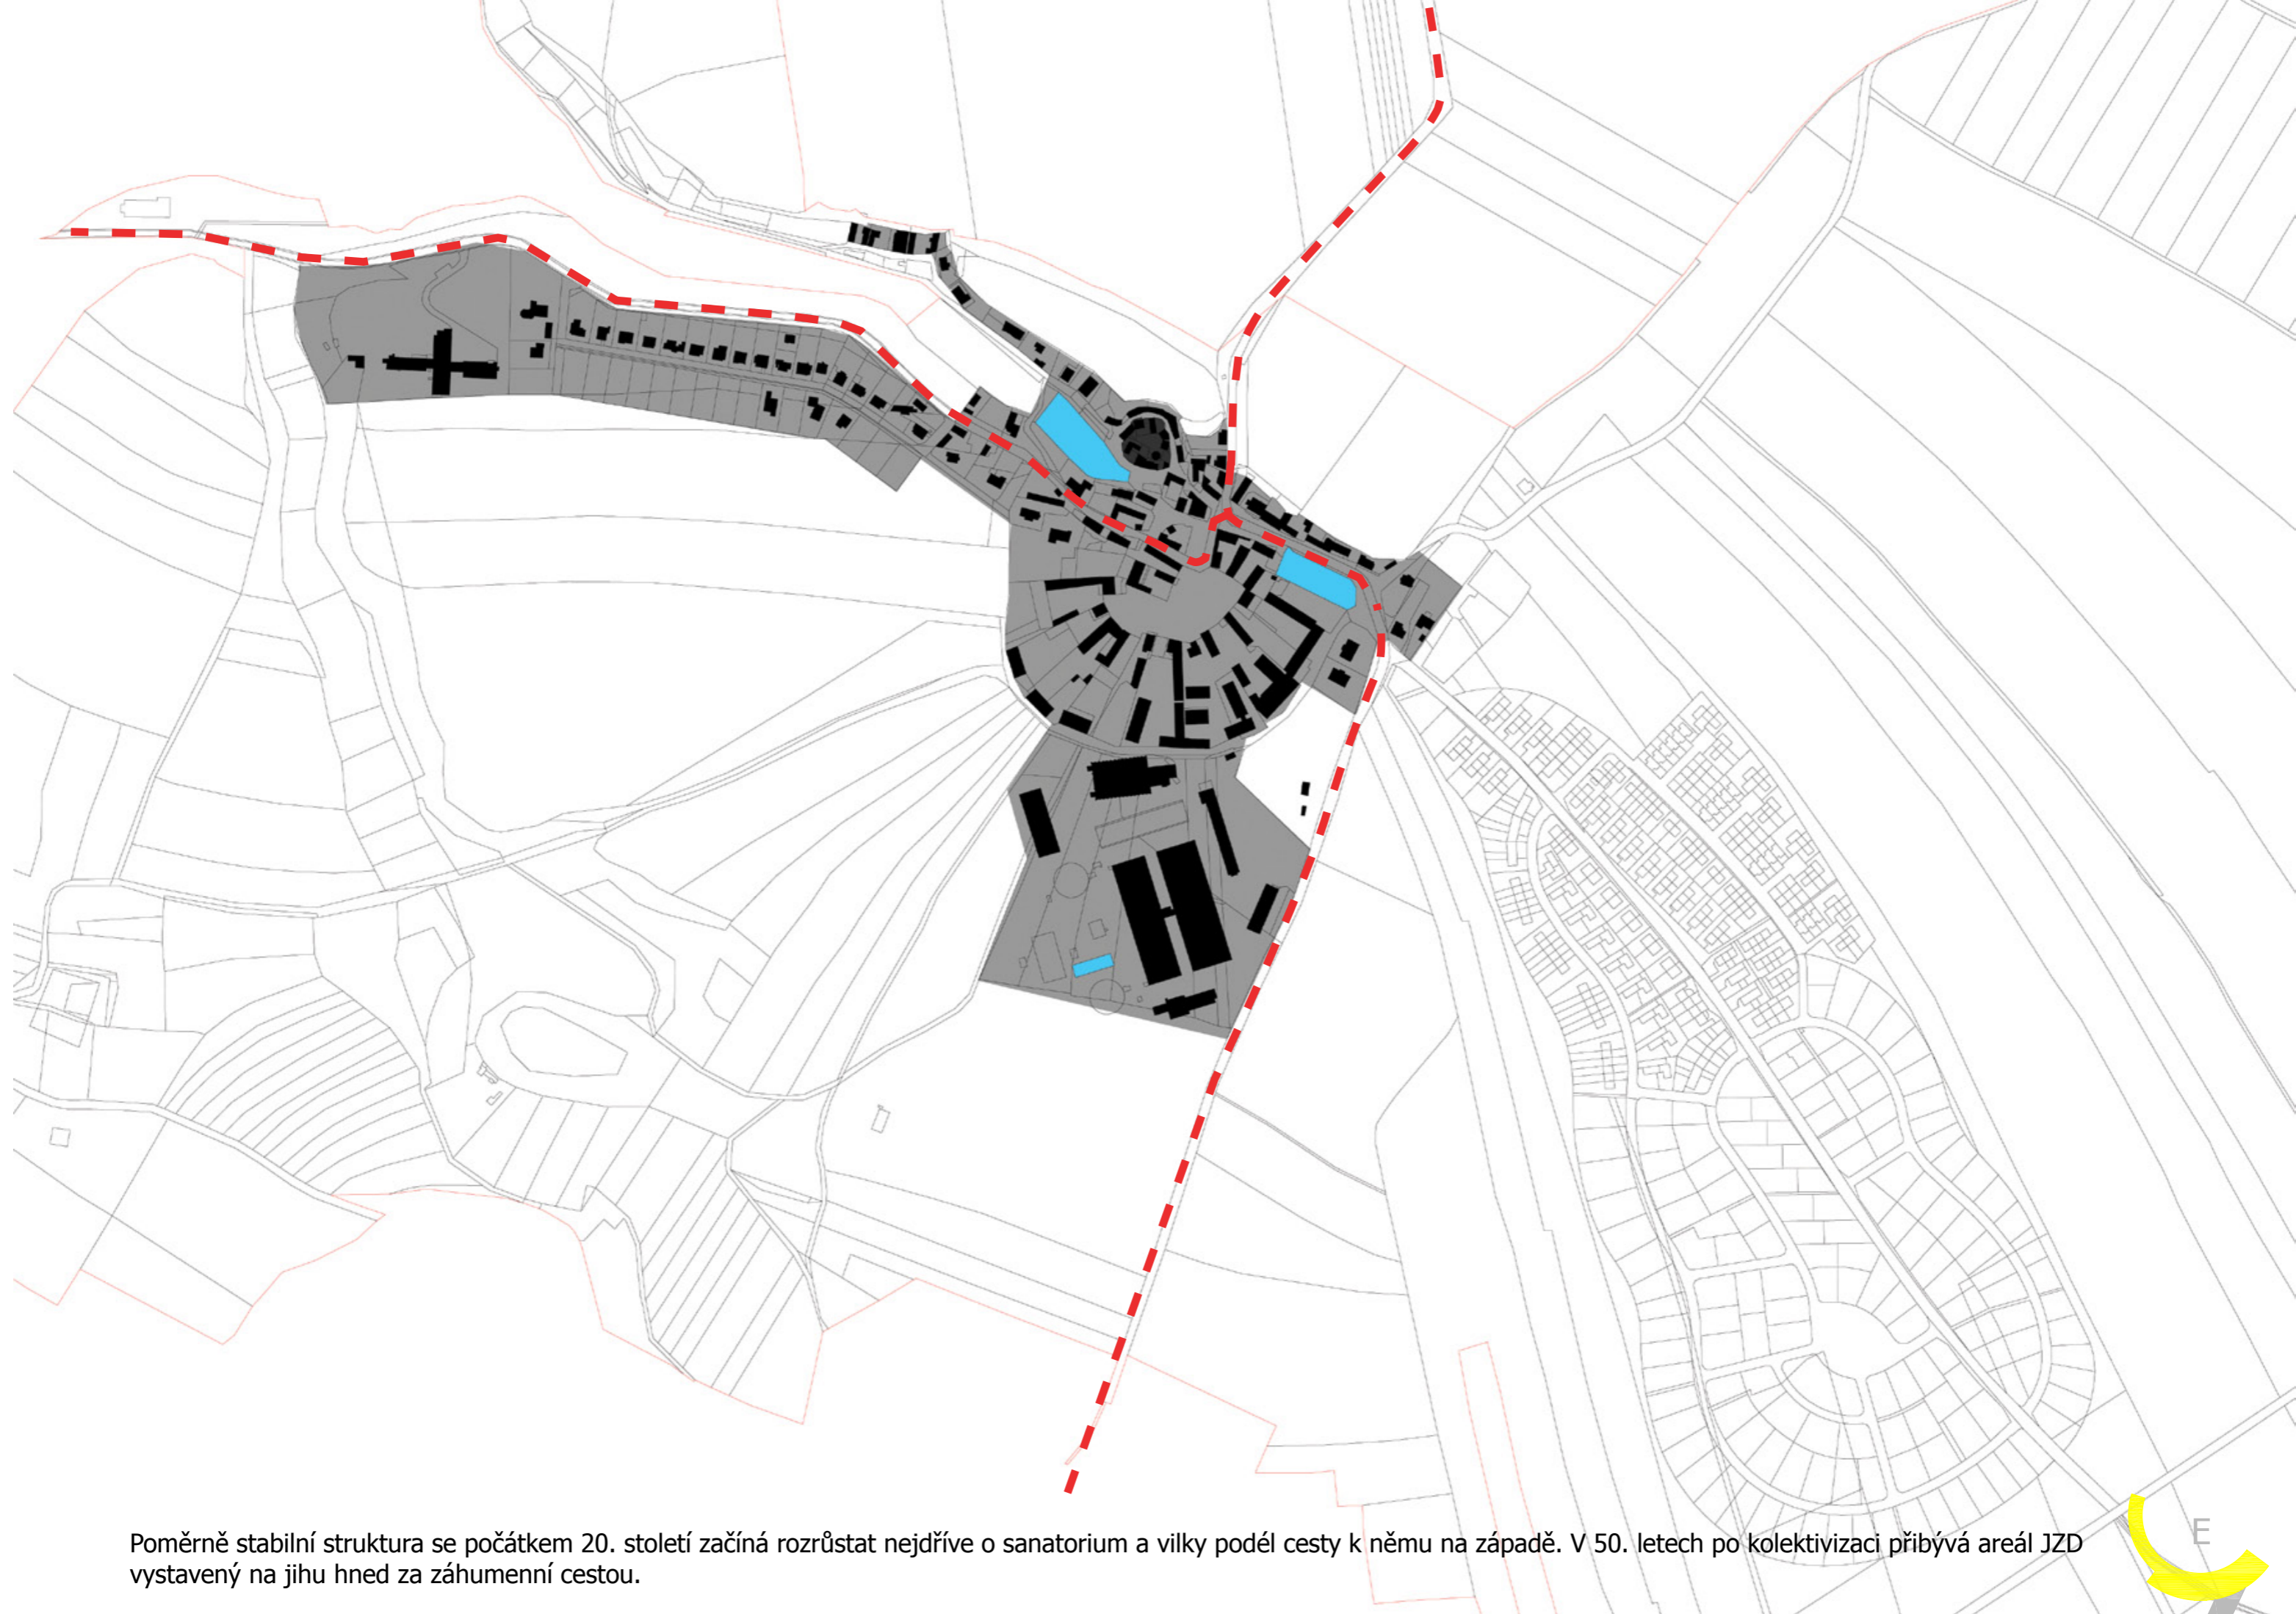 Poměrně stabilní struktura se počátkem 20. století začíná rozrůstat nejdříve o sanatorium a vilky podél cesty k němu na západě. V 50. letech po kolektivizaci přibývá areál JZD
vystavený na jihu hned za záhumenní cestou.
E